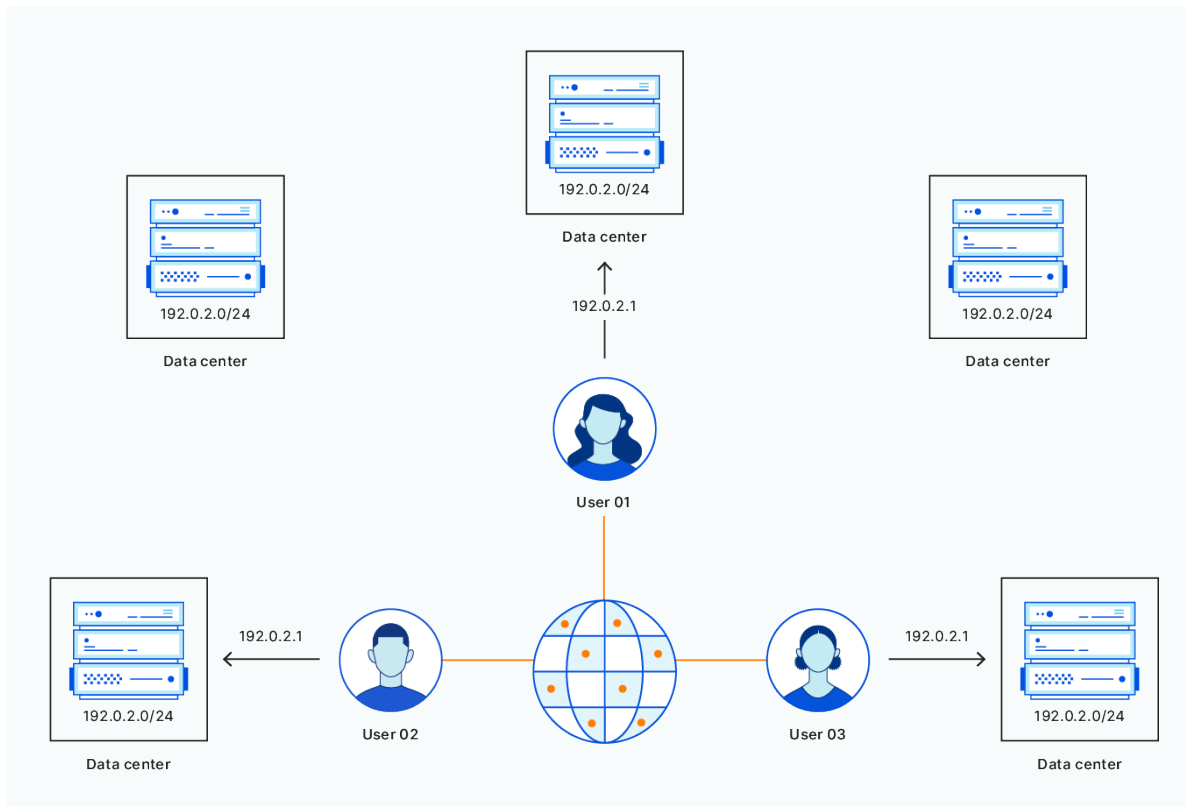 192.0.2.0/24
Data center
192.0.2.0/24
Data center
192.0.2.0/24
Data center
192.0.2.1
User 01
192.0.2.0/24
Data center
192.0.2.1
User 02
User 03
192.0.2.1
192.0.2.0/24
Data center